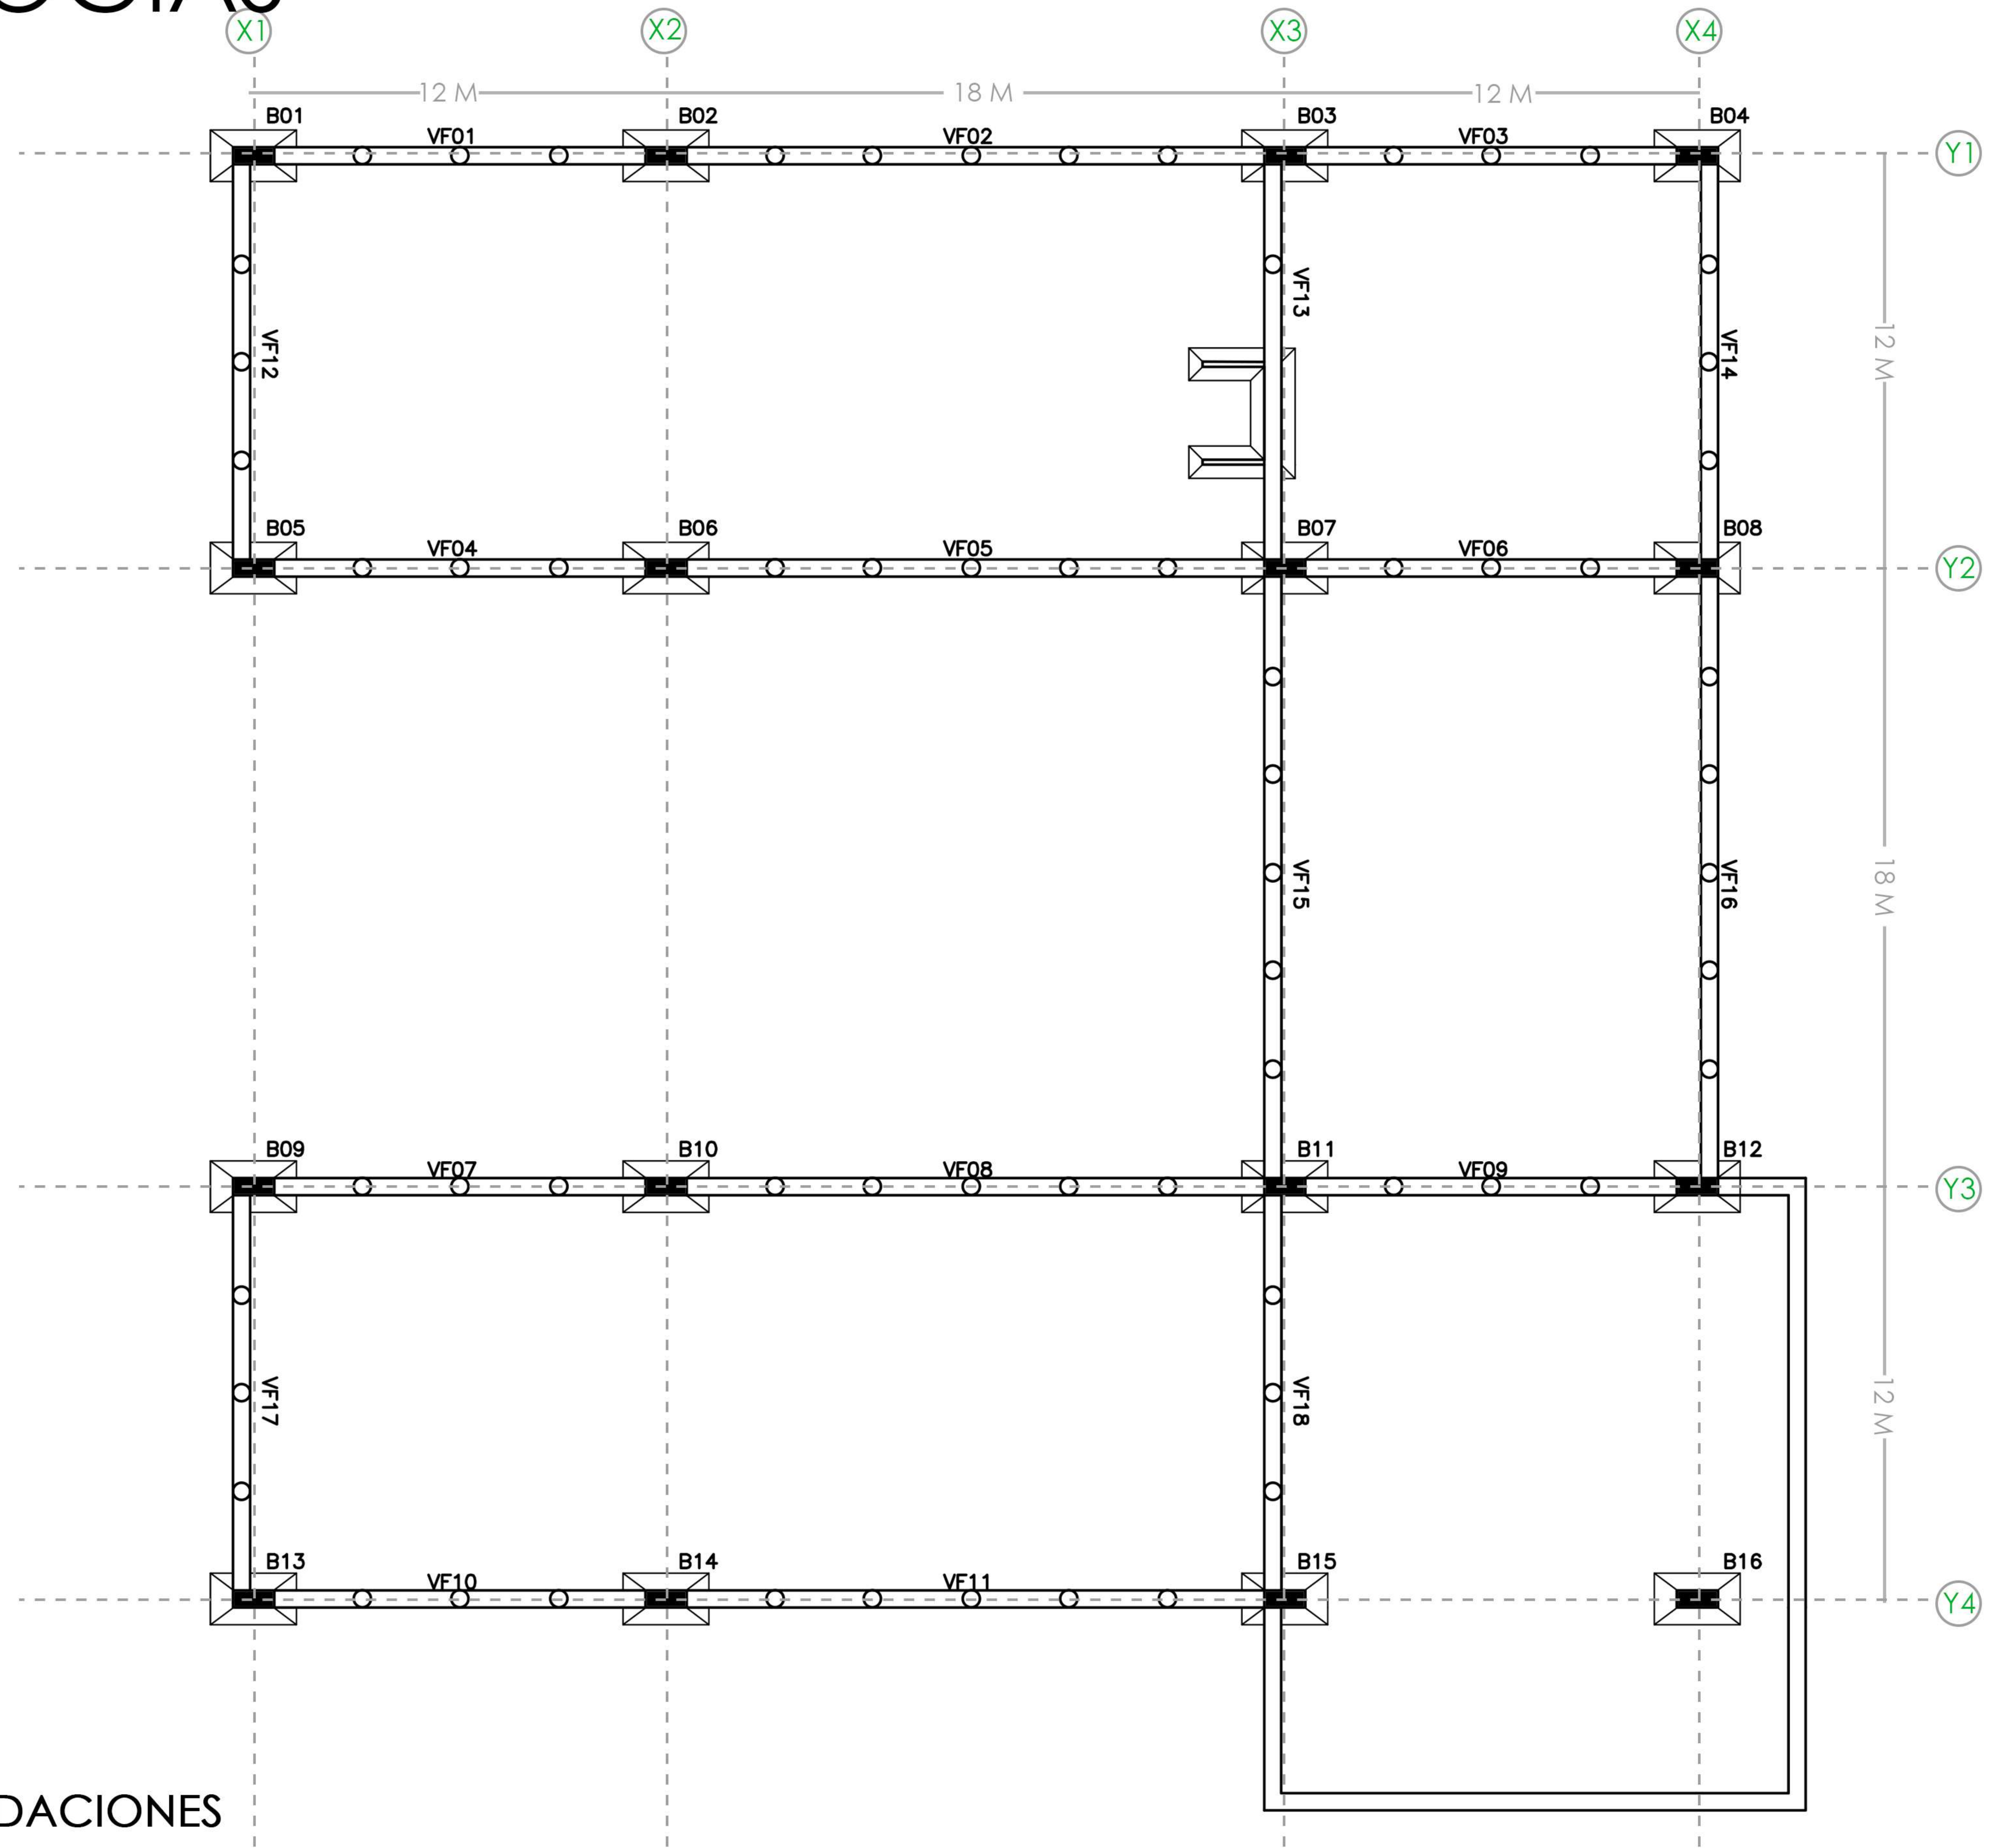 X1 X2 X3 X4
12 M 18 M 12 M
B01 B02 B03 B04
VF01 VF02 VF03
Y1
VF13
VF12 VF14
12 M
B05 B06 B07 B08
VF04 VF05 VF06
Y2
VF15 VF16
18 M
B09 B10 B11 B12
VF07 VF08 VF09
Y3
VF17 VF18
12 M
B13 B14 B15 B16
VF10 VF11
Y4
DACIONES